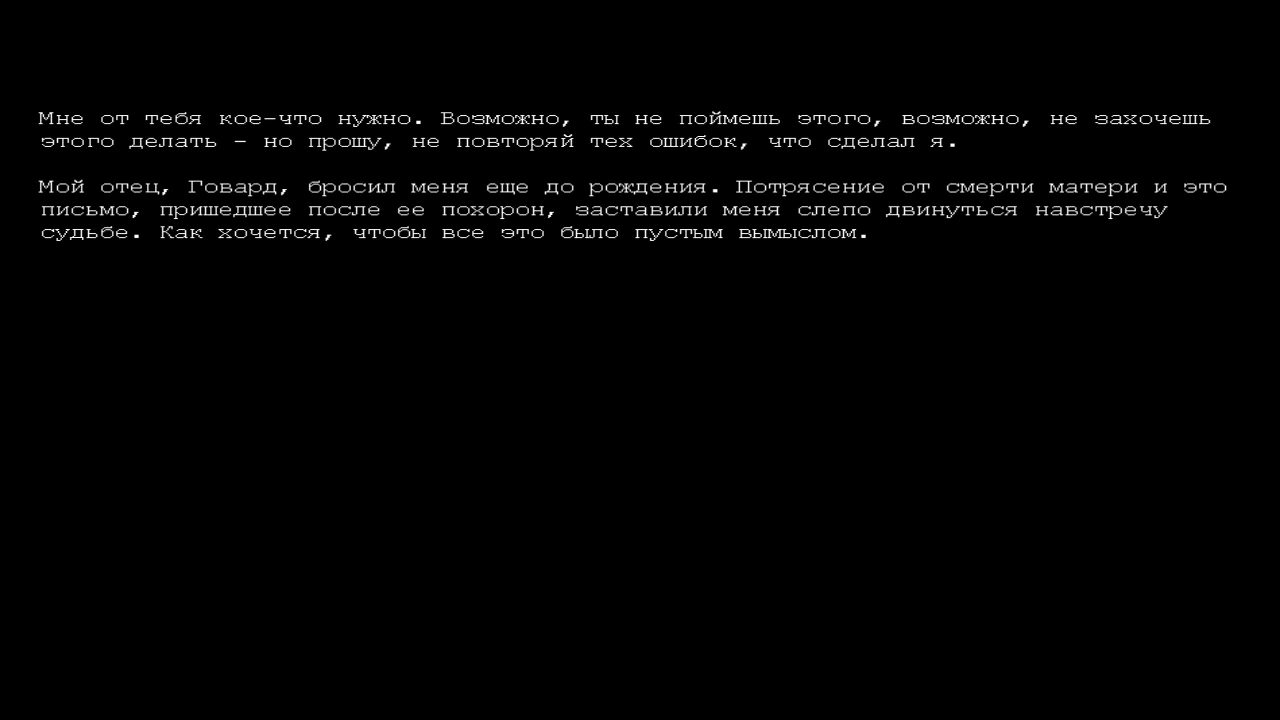 Мне от тебя кое-что нужно. Возможно, ты не поймешь этого, возможно, не захочешь
этого делать - но прошу, не повторяй тех ошибок, что сделал я.
Мой отец, Говард, бросил меня еще до рождения. Потрясение от смерти матери и это
письмо, пришедшее после ее похорон, заставили меня слепо двинуться навстречу
судьбе. Как хочется, чтобы все это было пустым вымыслом.